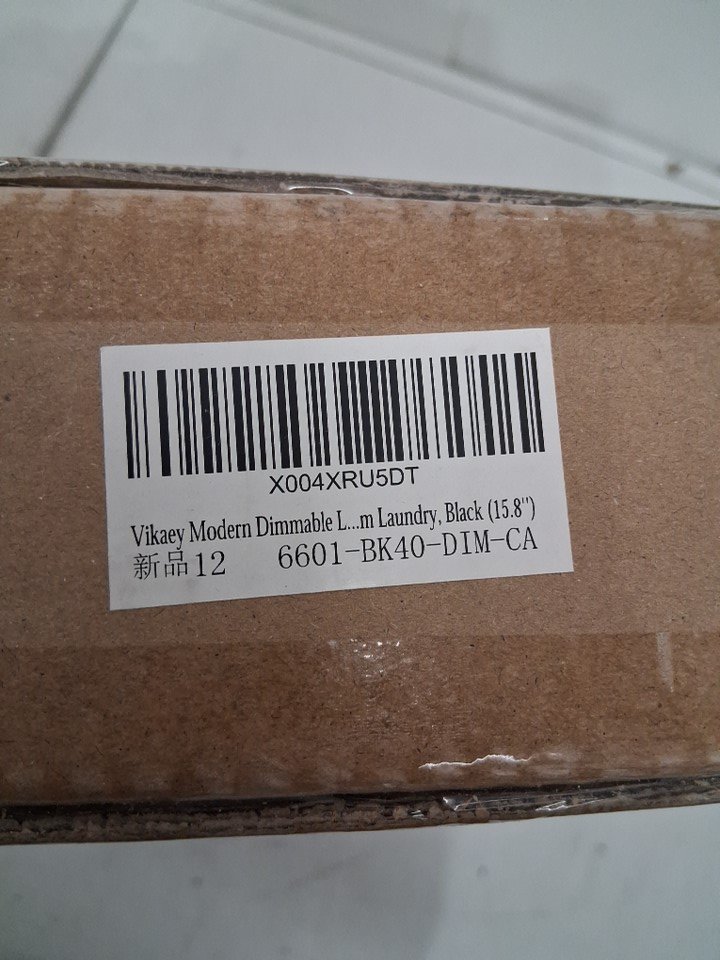 X004XRU5DT
Vikaey Modern Dimmable L...m Laundry, Black (15.8'')
新品12 6601-BK40-DIM-CA